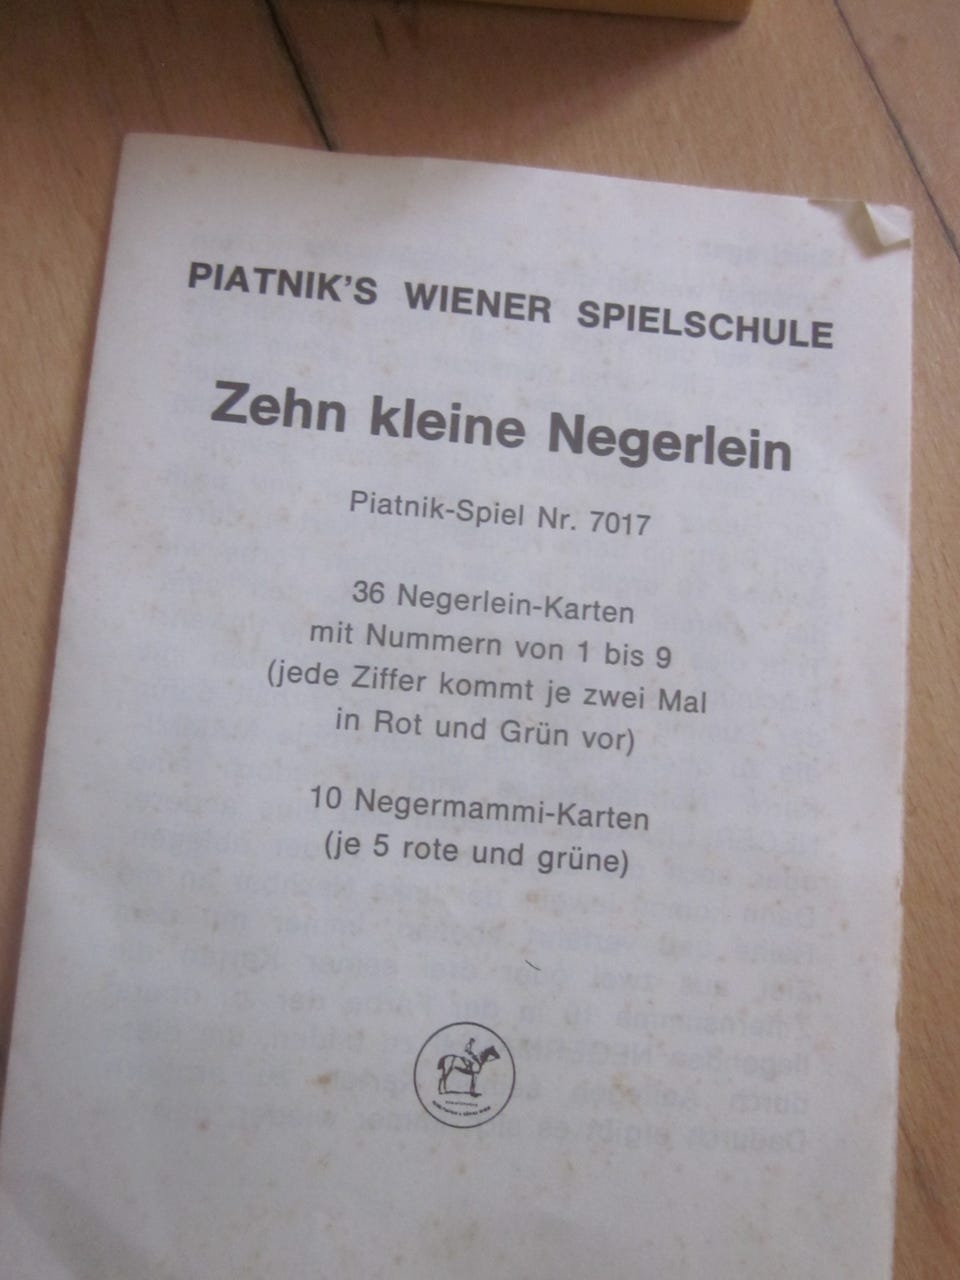 PIATNIK'S WIENER SPIELSCHULE
Zehn kleine Negerlein
Piatnik-Spiel Nr. 7017
36 Negerlein-Karten
mit Nummern von 1 bis 9
(jede Ziffer kommt je zwei Mal
in Rot und Grün vor)
10 Negermammi-Karten
(je 5 rote und grüne)